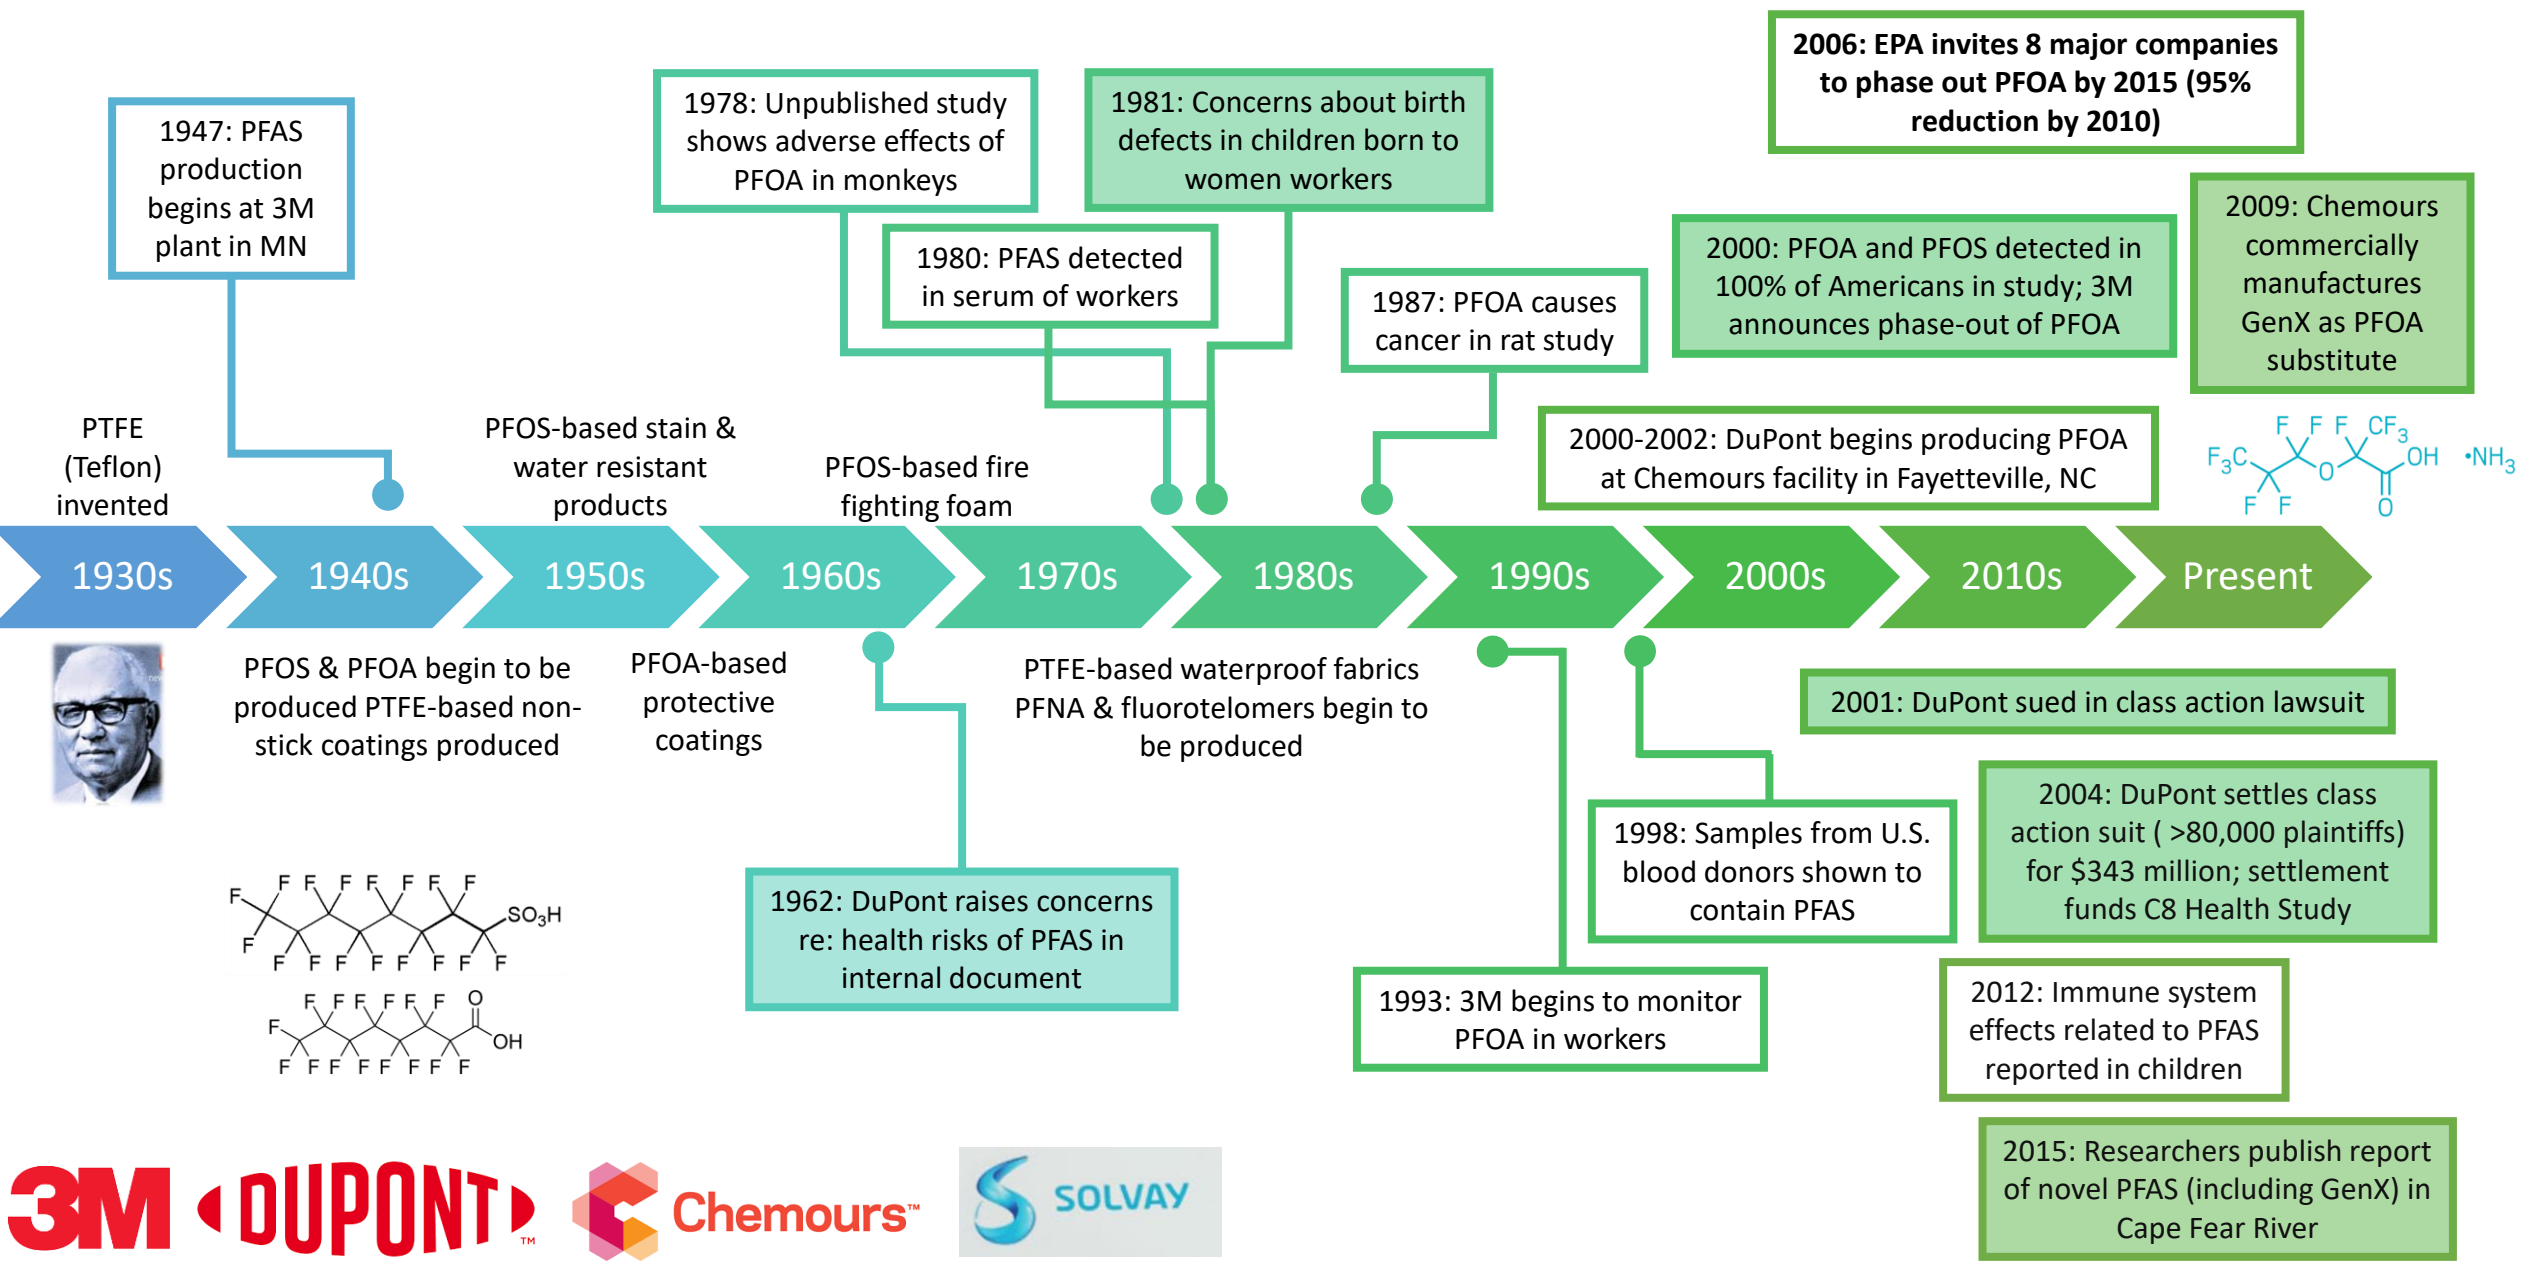 2006: EPA invites 8 major companies
to phase out PFOA by 2015 (95%
reduction by 2010)
1947: PFAS
production
begins at 3M
plant in MN
1978: Unpublished study
shows adverse effects of
PFOA in monkeys
1981: Concerns about birth
defects in children born to
women workers
1980: PFAS detected
in serum of workers
1987: PFOA causes
cancer in rat study
2000: PFOA and PFOS detected in
100% of Americans in study; 3M
announces phase-out of PFOA
2009: Chemours
commercially
manufactures
GenX as PFOA
substitute
PTFE
(Teflon)
invented
PFOS-based stain &
water resistant
products
PFOS-based fire
fighting foam
2000-2002: DuPont begins producing PFOA
at Chemours facility in Fayetteville, NC
F F F CF3
F3C O OH •NH3
F F O
1930s
1940s
1950s
1960s
1970s
1980s
1990s
2000s
2010s
Present
PFOS & PFOA begin to be
produced PTFE-based non-
stick coatings produced
PFOA-based
protective
coatings
PTFE-based waterproof fabrics
PFNA & fluorotelomers begin to
be produced
2001: DuPont sued in class action lawsuit
2004: DuPont settles class
action suit ( >80,000 plaintiffs)
for $343 million; settlement
funds C8 Health Study
1998: Samples from U.S.
blood donors shown to
contain PFAS
1962: DuPont raises concerns
re: health risks of PFAS in
internal document
1993: 3M begins to monitor
PFOA in workers
2012: Immune system
effects related to PFAS
reported in children
2015: Researchers publish report
of novel PFAS (including GenX) in
Cape Fear River
F F F F F F F F
SO3H
F F F F F F F F F
F F F F F F O
F OH
F F F F F F F F
3M
DUPONT™
Chemours™
SOLVAY